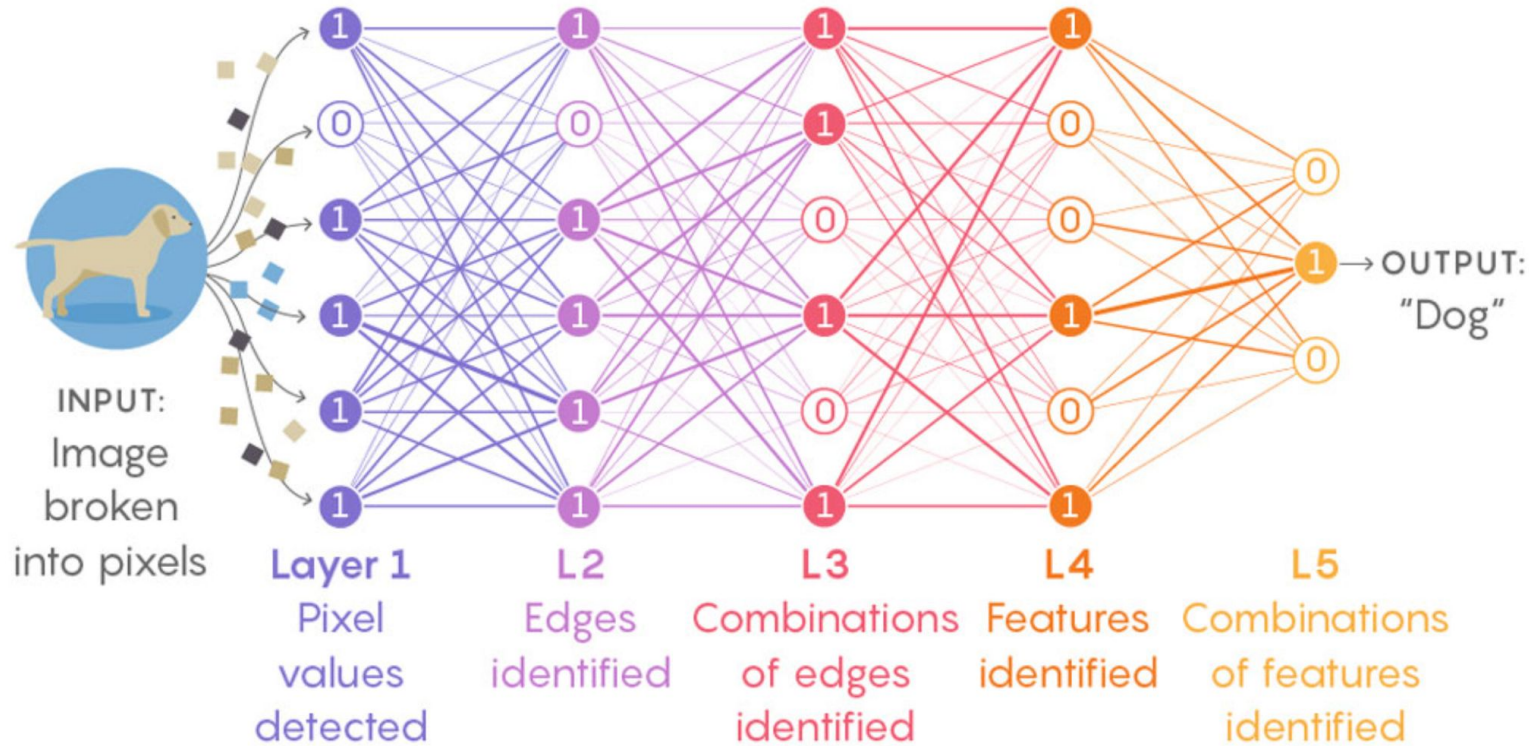 1 1 1 1
0 0 1 0
0
1 1 0 0
1
1 1 1 1
0
1 1 0 0
1 1 1 1
OUTPUT:
“Dog”
INPUT:
Image
broken
into pixels
Layer 1
Pixel
values
detected
L2
Edges
identified
L3
Combinations
of edges
identified
L4
Features
identified
L5
Combinations
of features
identified